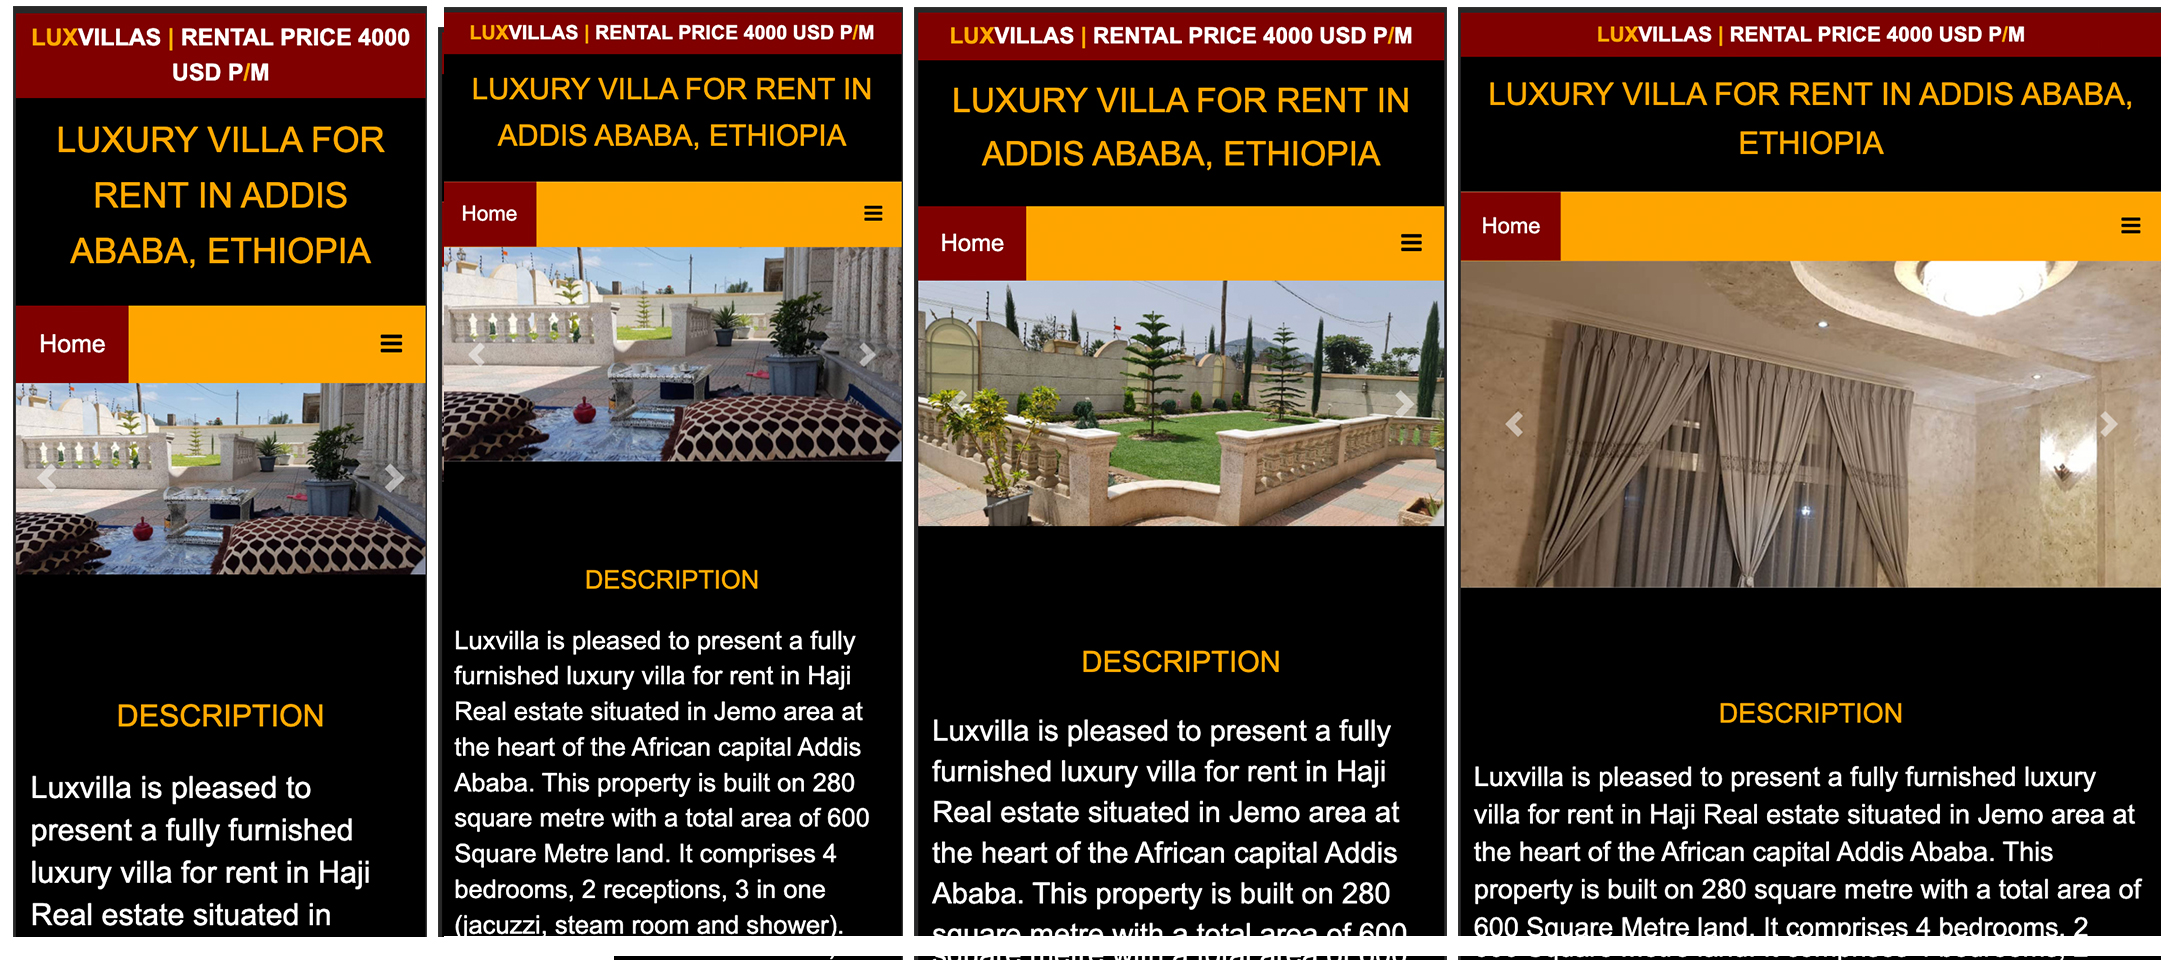 LUXVILLAS | RENTAL PRICE 4000
USD P/M
LUXURY VILLA FOR
RENT IN ADDIS
ABABA, ETHIOPIA
Home
DESCRIPTION
Luxvilla is pleased to
present a fully furnished
luxury villa for rent in Haji
Real estate situated in
LUXVILLAS | RENTAL PRICE 4000 USD P/M
LUXURY VILLA FOR RENT IN
ADDIS ABABA, ETHIOPIA
Home
DESCRIPTION
Luxvilla is pleased to present a fully
furnished luxury villa for rent in Haji
Real estate situated in Jemo area at
the heart of the African capital Addis
Ababa. This property is built on 280
square metre with a total area of 600
Square Metre land. It comprises 4
bedrooms, 2 receptions, 3 in one
(jacuzzi, steam room and shower).
LUXVILLAS | RENTAL PRICE 4000 USD P/M
LUXURY VILLA FOR RENT IN
ADDIS ABABA, ETHIOPIA
Home
DESCRIPTION
Luxvilla is pleased to present a fully
furnished luxury villa for rent in Haji
Real estate situated in Jemo area at
the heart of the African capital Addis
Ababa. This property is built on 280
square metre with a total area of 600
LUXVILLAS | RENTAL PRICE 4000 USD P/M
LUXURY VILLA FOR RENT IN ADDIS ABABA,
ETHIOPIA
Home
DESCRIPTION
Luxvilla is pleased to present a fully furnished luxury
villa for rent in Haji Real estate situated in Jemo area at
the heart of the African capital Addis Ababa. This
property is built on 280 square metre with a total area of
600 Square Metre land. It comprises 4 bedrooms, 2